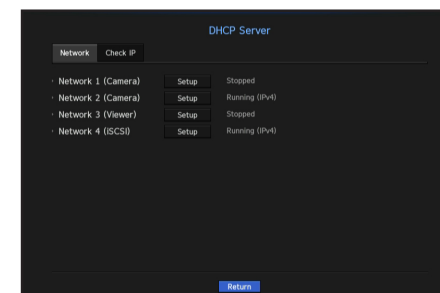 DHCP Server
Network Check IP
· Network 1 (Camera) Setup Stopped
· Network 2 (Camera) Setup Running (IPv4)
· Network 3 (Viewer) Setup Stopped
· Network 4 (iSCSI) Setup Running (IPv4)
Return